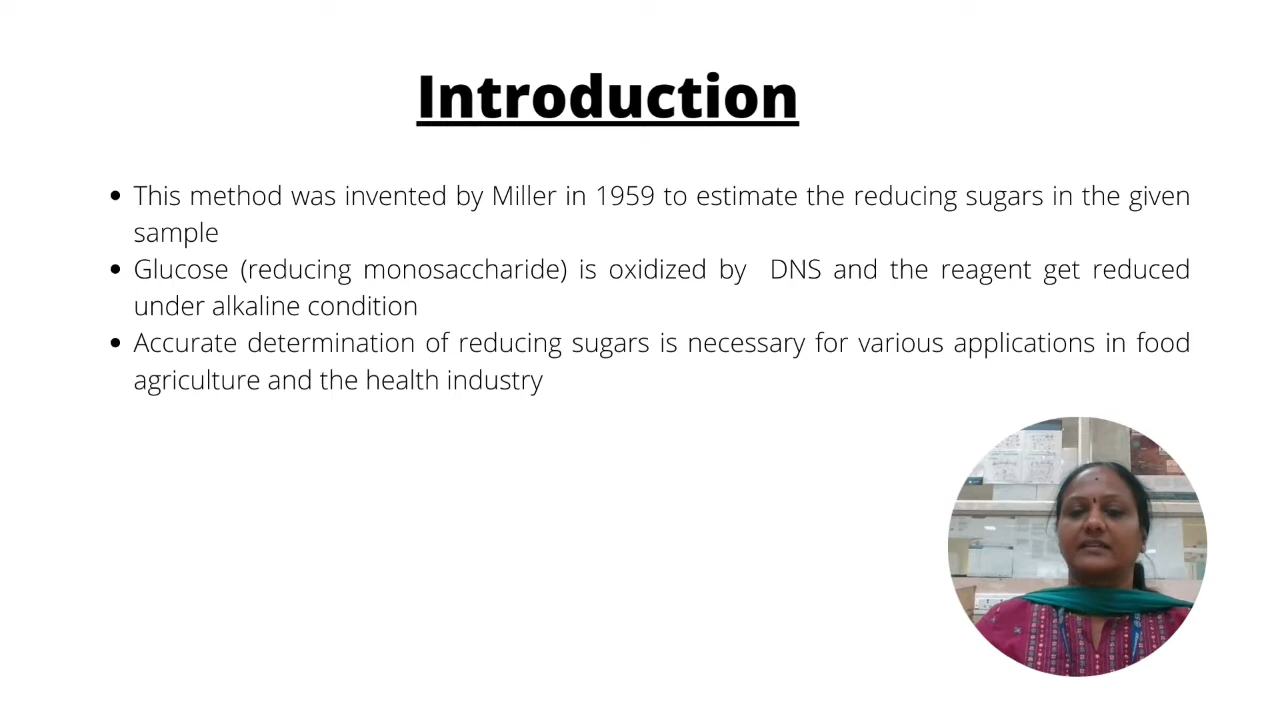 Introduction
• This method was invented by Miller in 1959 to estimate the reducing sugars in the given
sample
• Glucose (reducing monosaccharide) is oxidized by DNS and the reagent get reduced
under alkaline condition
• Accurate determination of reducing sugars is necessary for various applications in food
agriculture and the health industry